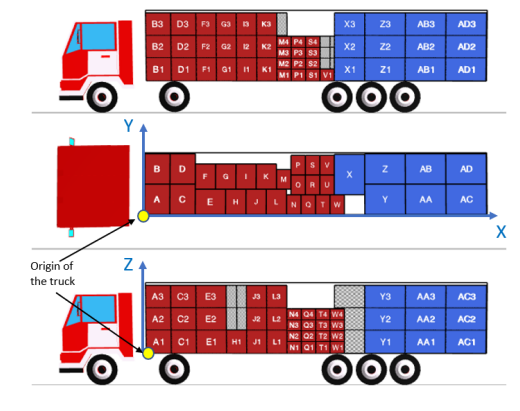 B3 D3 F3 G3 I3 K3 X3 Z3 AB3 AD3
M4 P4 S4
B2 D2 F2 G2 I2 K2 M3 P3 S3 X2 Z2 AB2 AD2
M2 P2 S2
B1 D1 F1 G1 I1 K1 M1 P1 S1 V1 X1 Z1 AB1 AD1
Y
B D F G I K M P S V X Z AB AD
O R U
A C E H J L N Q T W Y AA AC
X
Origin of
the truck
Z
A3 C3 E3 J3 L3 Y3 AA3 AC3
N4 Q4 T4 W4
A2 C2 E2 J2 L2 N3 Q3 T3 W3 Y2 AA2 AC2
N2 Q2 T2 W2
A1 C1 E1 H1 J1 L1 N1 Q1 T1 W1 Y1 AA1 AC1